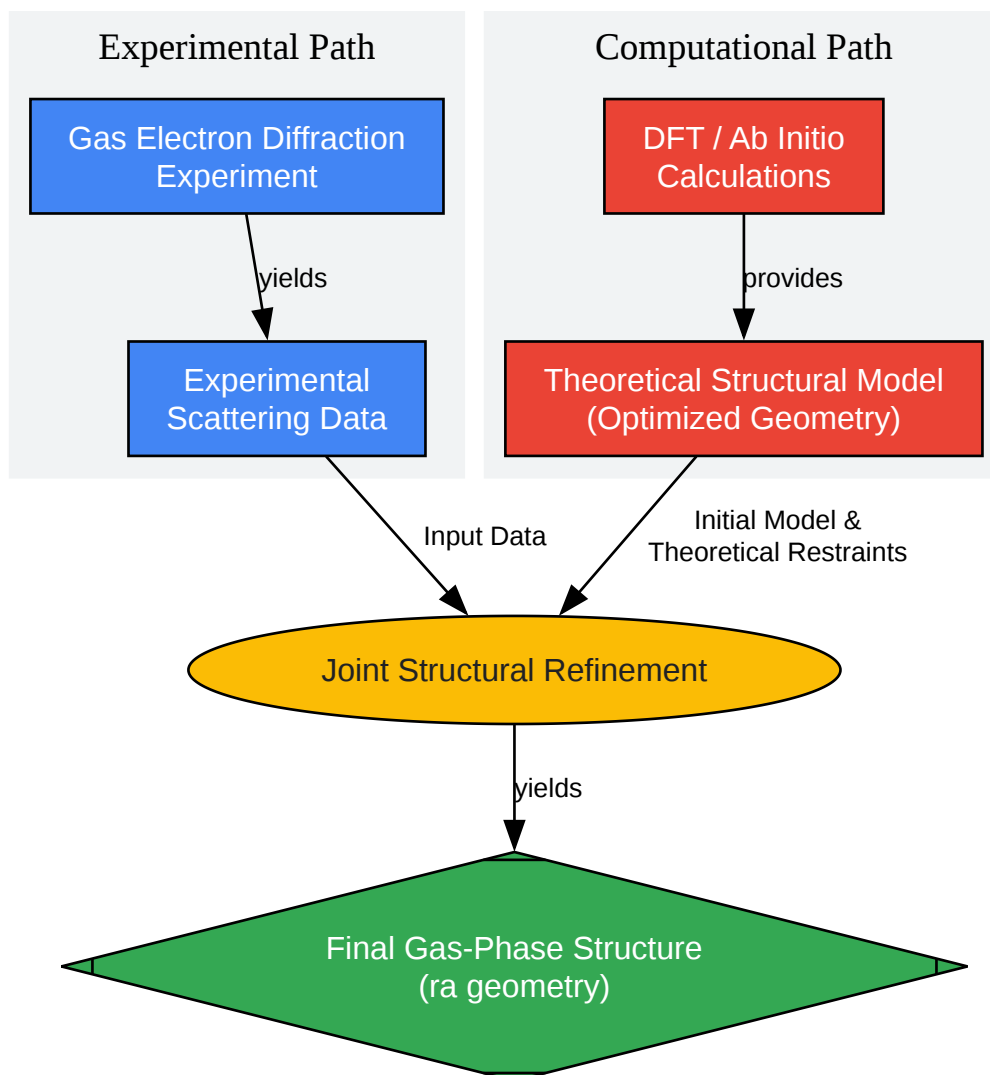 Experimental Path
Gas Electron Diffraction
Experiment
yields
Experimental
Scattering Data
Computational Path
DFT / Ab Initio
Calculations
provides
Theoretical Structural Model
(Optimized Geometry)
Input Data
Initial Model &
Theoretical Restraints
Joint Structural Refinement
yields
Final Gas-Phase Structure
(ra geometry)